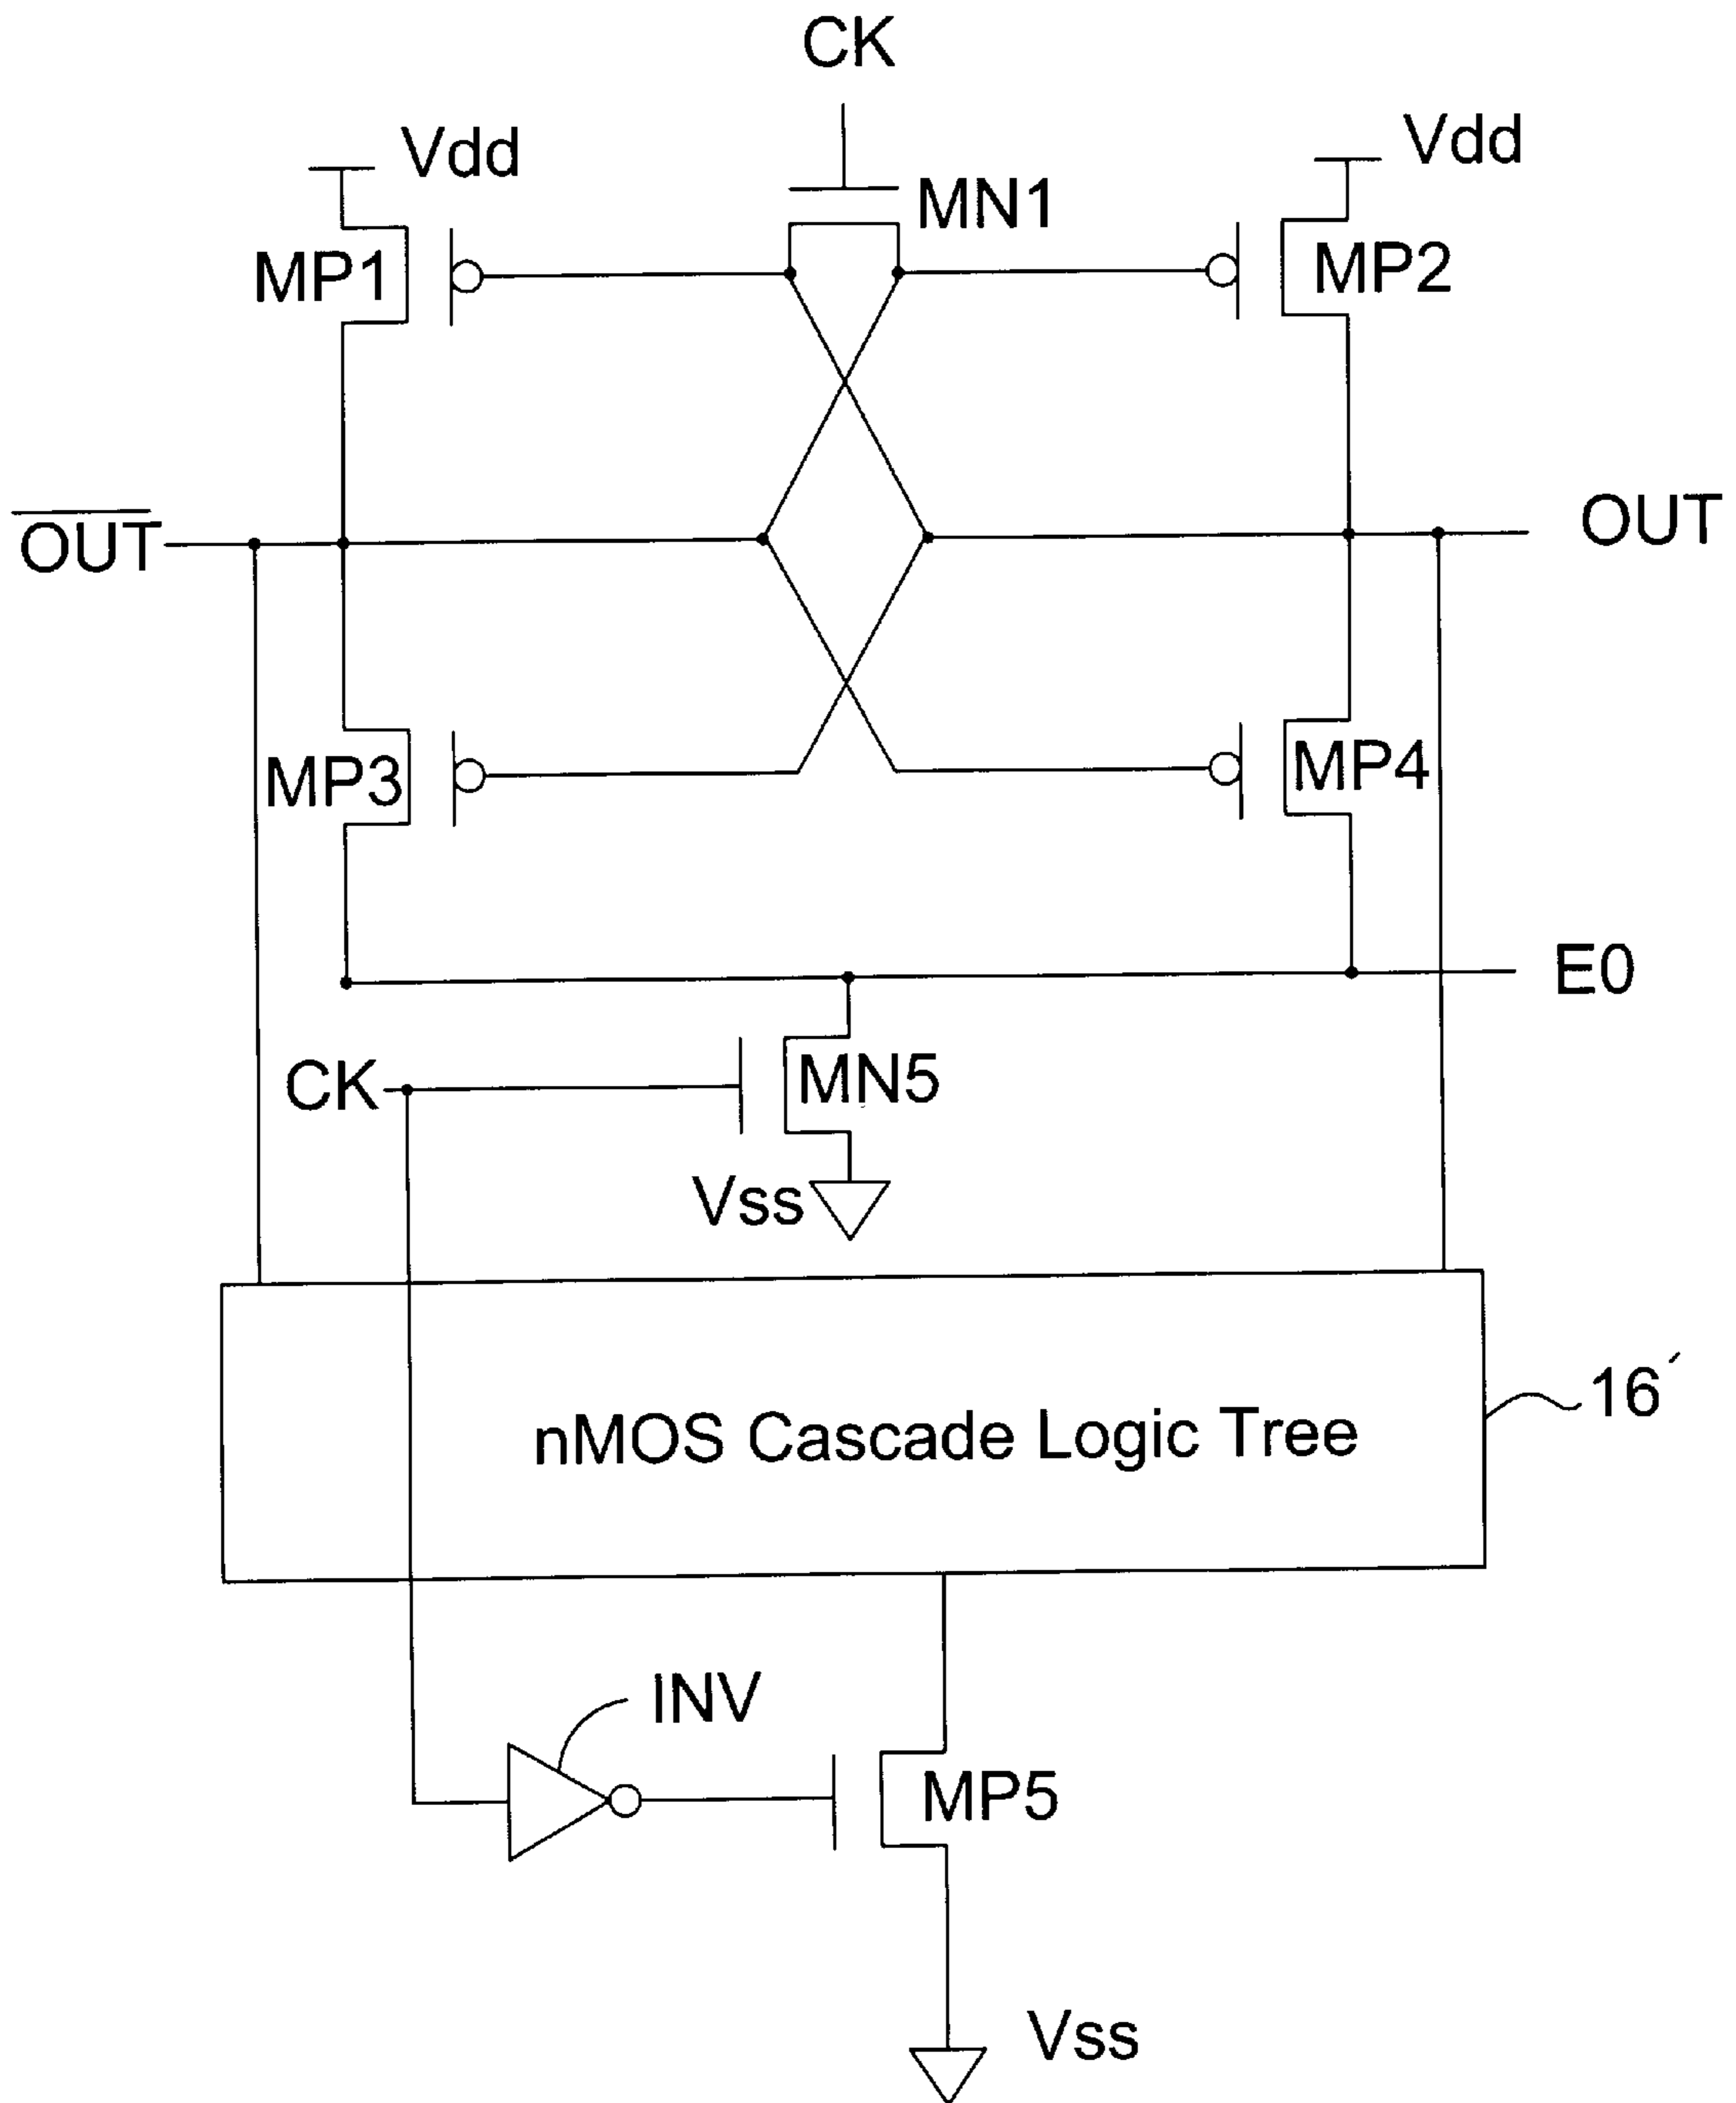 CK
Vdd
Vdd
MN1
MP1
MP2
OUT
OUT
MP3
MP4
E0
CK
MN5
Vss
16´
nMOS Cascade Logic Tree
INV
MP5
Vss